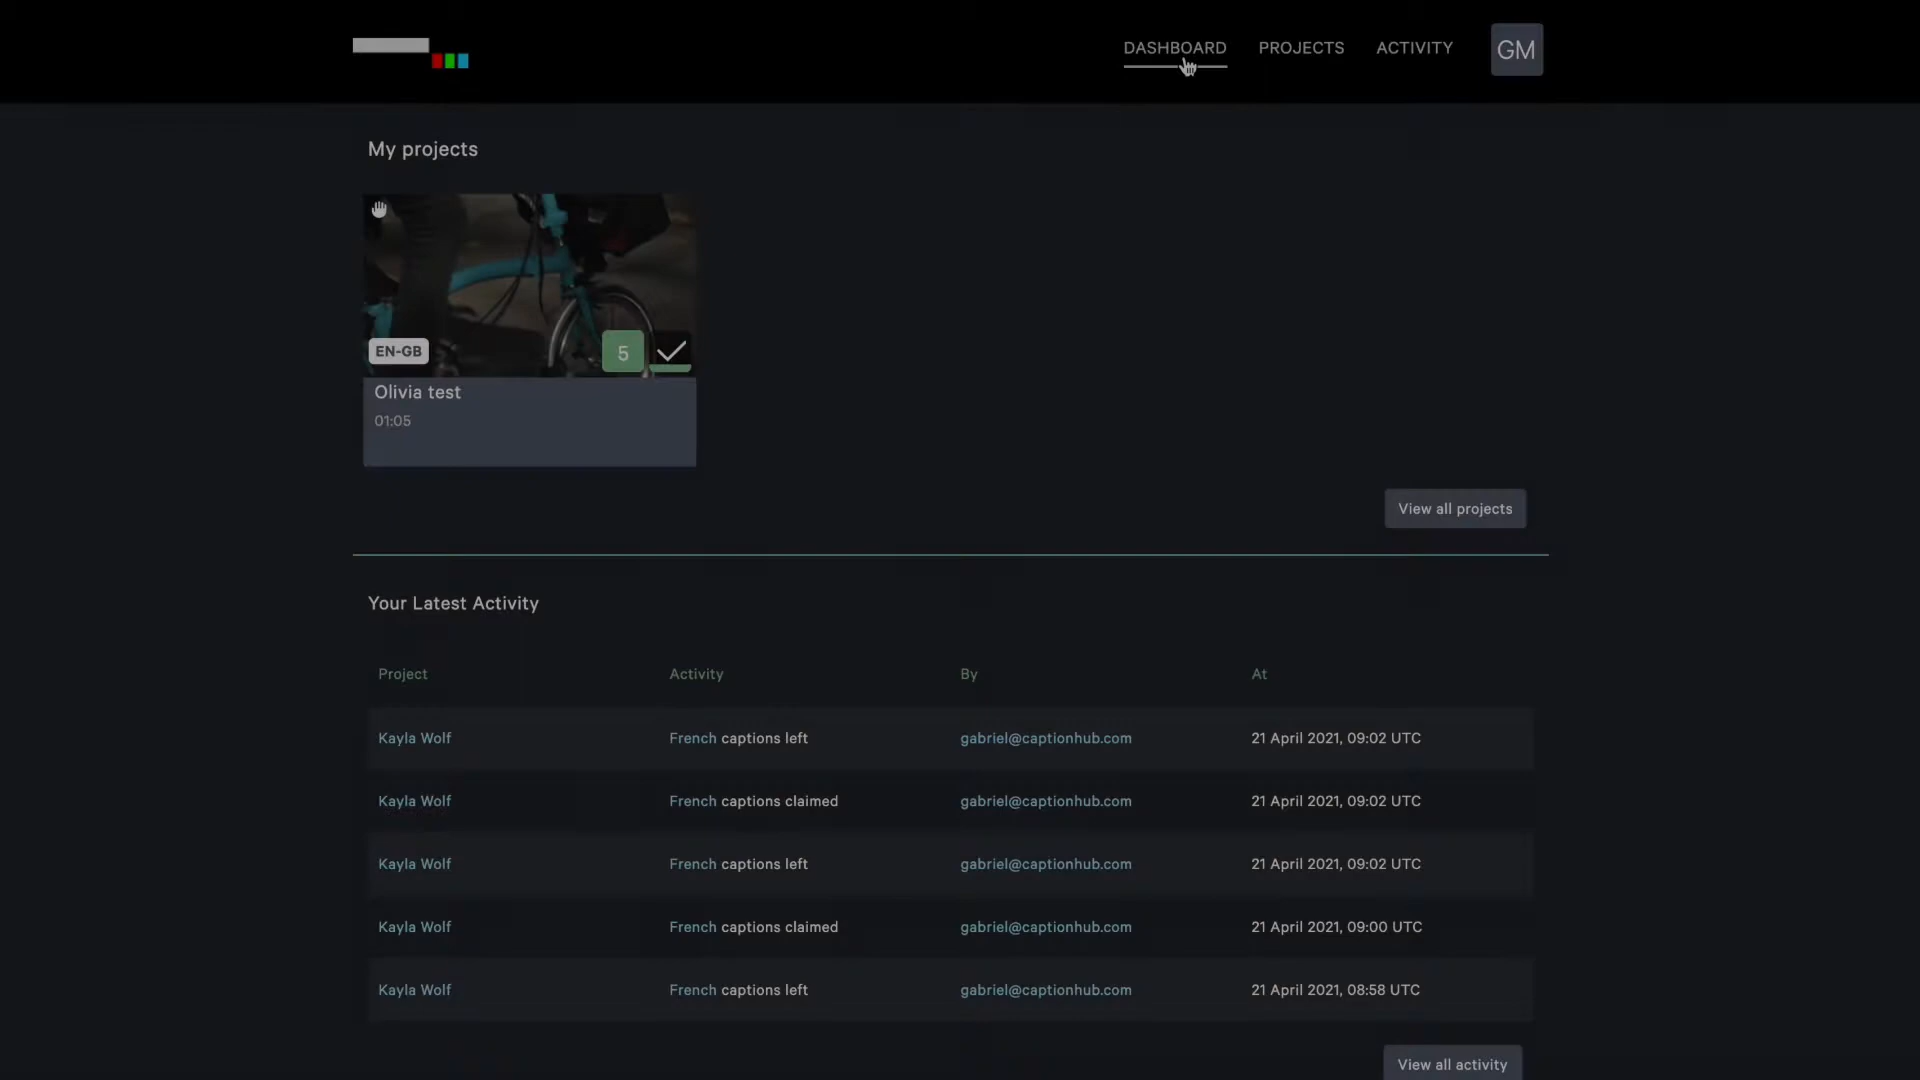 DASHBOARD PROJECTS ACTIVITY GM
My projects
EN-GB 5
Olivia test
01:05
View all projects
Your Latest Activity
Project Activity By At
Kayla Wolf French captions left gabriel@captionhub.com 21 April 2021, 09:02 UTC
Kayla Wolf French captions claimed gabriel@captionhub.com 21 April 2021, 09:02 UTC
Kayla Wolf French captions left gabriel@captionhub.com 21 April 2021, 09:02 UTC
Kayla Wolf French captions claimed gabriel@captionhub.com 21 April 2021, 09:00 UTC
Kayla Wolf French captions left gabriel@captionhub.com 21 April 2021, 08:58 UTC
View all activity